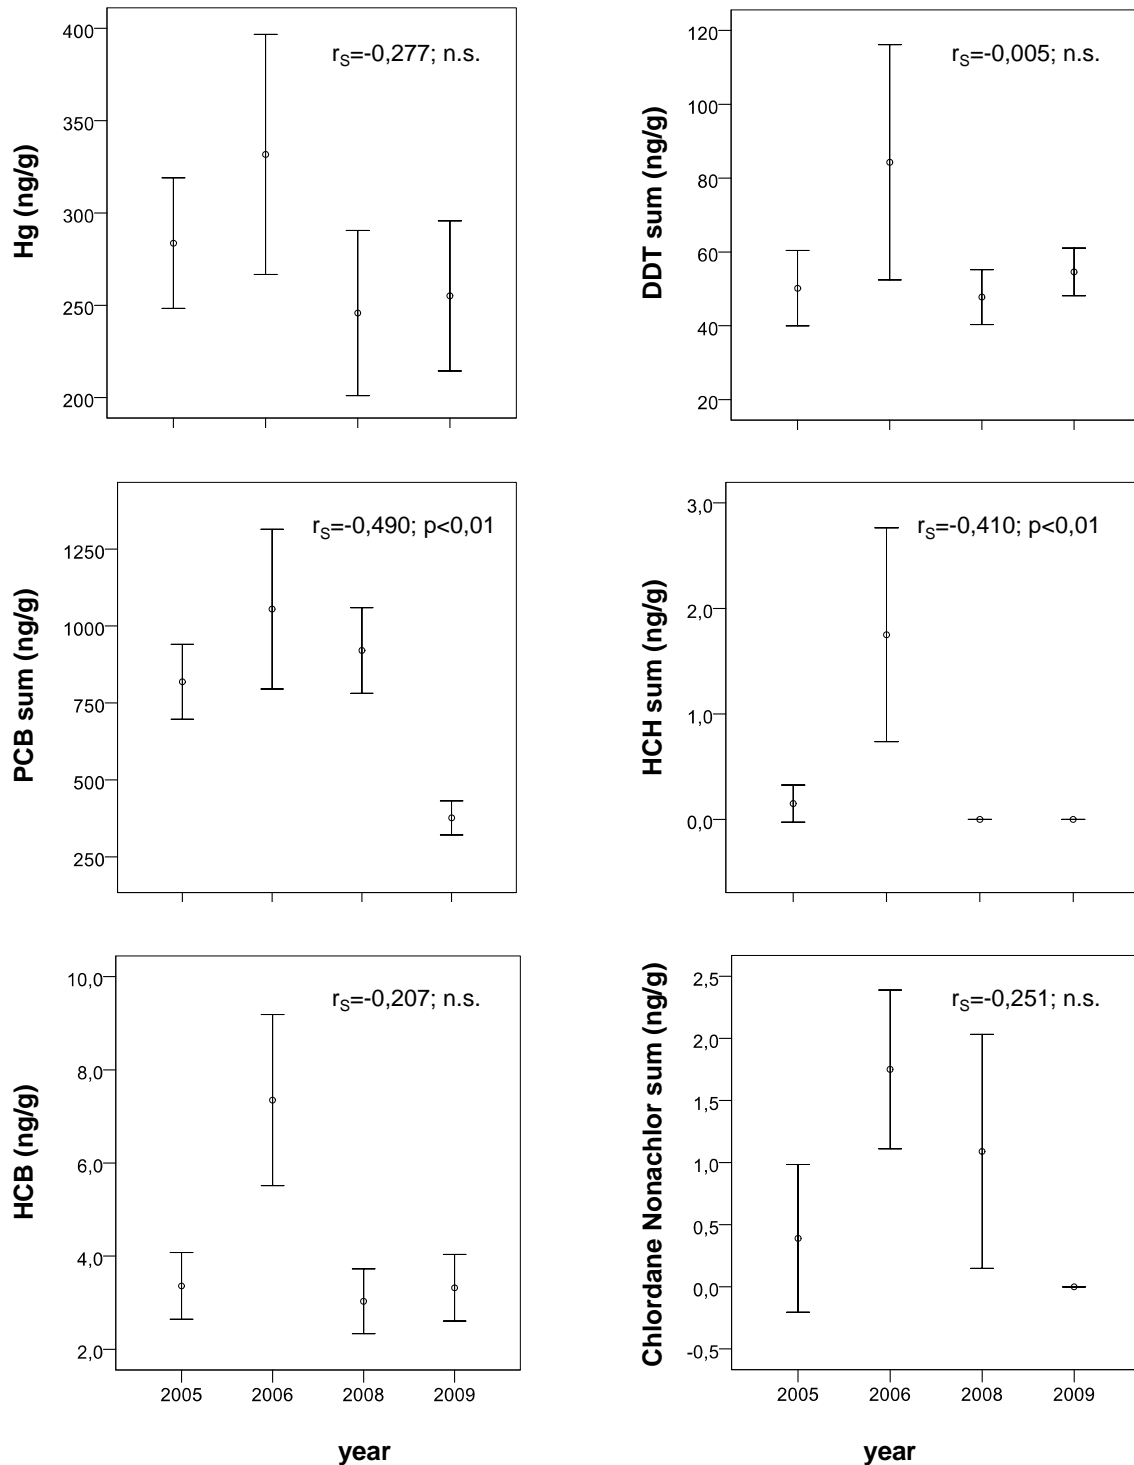 Hg (ng/g)
400
350
300
250
200
rS=-0,277; n.s.
DDT sum (ng/g)
120
100
80
60
40
20
rS=-0,005; n.s.
PCB sum (ng/g)
1250
1000
750
500
250
rS=-0,490; p<0,01
HCH sum (ng/g)
3,0
2,0
1,0
0,0
rS=-0,410; p<0,01
HCB (ng/g)
10,0
8,0
6,0
4,0
2,0
rS=-0,207; n.s.
2005 2006 2008 2009
year
Chlordane Nonachlor sum (ng/g)
2,5
2,0
1,5
1,0
0,5
0,0
-0,5
rS=-0,251; n.s.
2005 2006 2008 2009
year